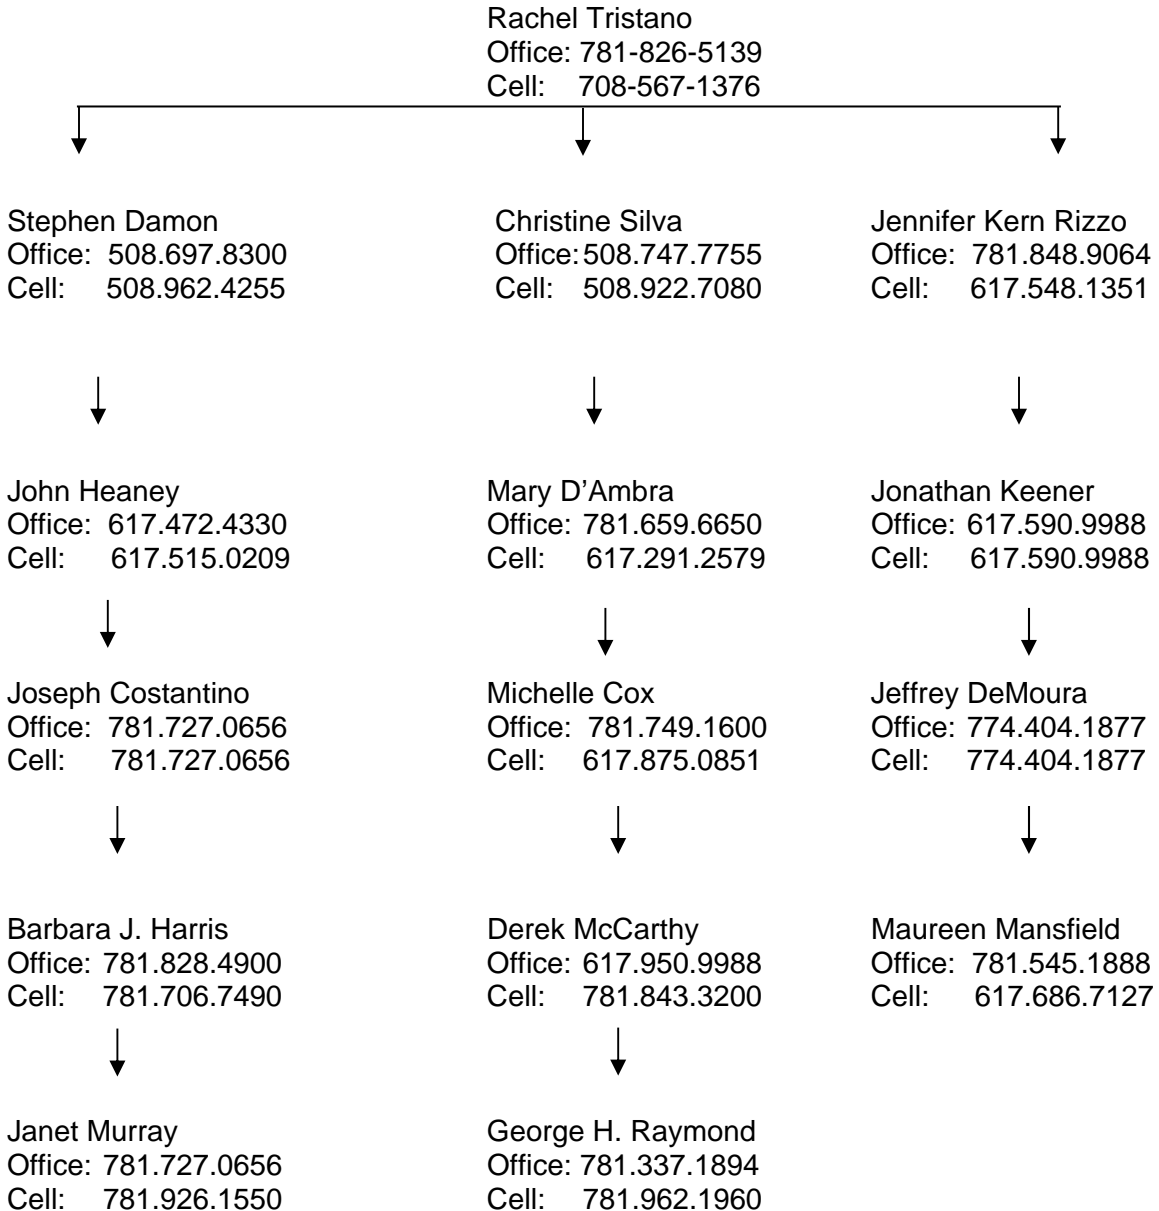 Rachel Tristano
Office: 781-826-5139
Cell: 708-567-1376
Stephen Damon
Office: 508.697.8300
Cell: 508.962.4255
Christine Silva
Office: 508.747.7755
Cell: 508.922.7080
Jennifer Kern Rizzo
Office: 781.848.9064
Cell: 617.548.1351
John Heaney
Office: 617.472.4330
Cell: 617.515.0209
Mary D’Ambra
Office: 781.659.6650
Cell: 617.291.2579
Jonathan Keener
Office: 617.590.9988
Cell: 617.590.9988
Joseph Costantino
Office: 781.727.0656
Cell: 781.727.0656
Michelle Cox
Office: 781.749.1600
Cell: 617.875.0851
Jeffrey DeMoura
Office: 774.404.1877
Cell: 774.404.1877
Barbara J. Harris
Office: 781.828.4900
Cell: 781.706.7490
Derek McCarthy
Office: 617.950.9988
Cell: 781.843.3200
Maureen Mansfield
Office: 781.545.1888
Cell: 617.686.7127
Janet Murray
Office: 781.727.0656
Cell: 781.926.1550
George H. Raymond
Office: 781.337.1894
Cell: 781.962.1960